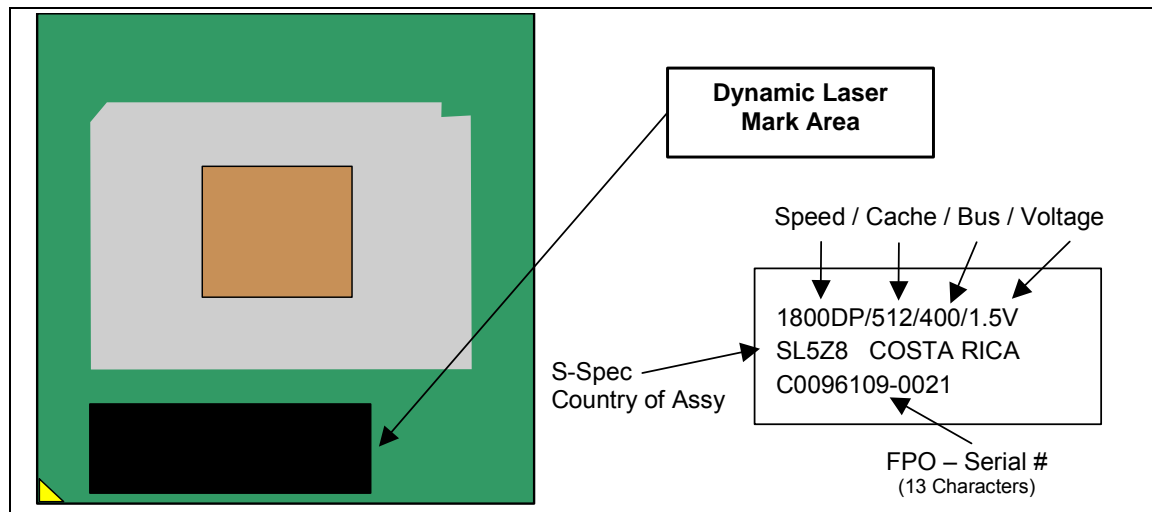 Dynamic Laser
Mark Area
Speed / Cache / Bus / Voltage
1800DP/512/400/1.5V
SL5Z8 COSTA RICA
C0096109-0021
S-Spec
Country of Assy
FPO – Serial #
(13 Characters)